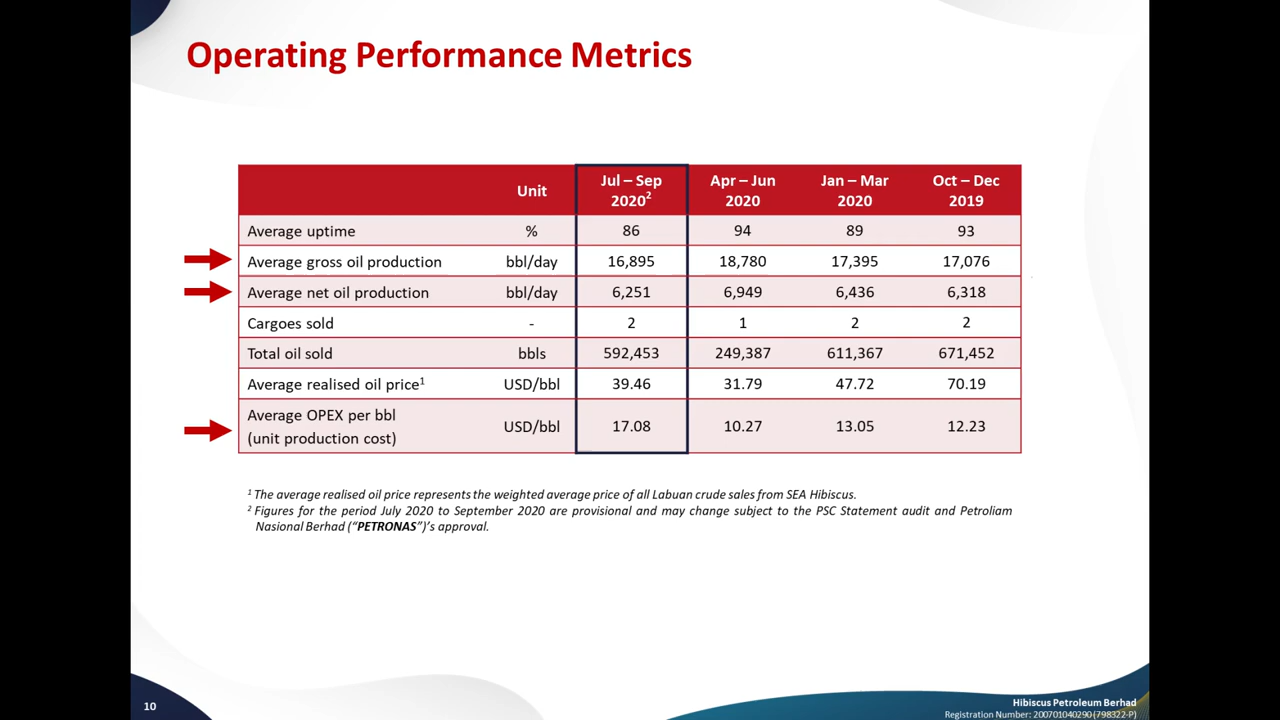 Operating Performance Metrics
Unit Jul – Sep 2020² Apr – Jun 2020 Jan – Mar 2020 Oct – Dec 2019
Average uptime % 86 94 89 93
Average gross oil production bbl/day 16,895 18,780 17,395 17,076
Average net oil production bbl/day 6,251 6,949 6,436 6,318
Cargoes sold - 2 1 2 2
Total oil sold bbls 592,453 249,387 611,367 671,452
Average realised oil price¹ USD/bbl 39.46 31.79 47.72 70.19
Average OPEX per bbl (unit production cost) USD/bbl 17.08 10.27 13.05 12.23
¹ The average realised oil price represents the weighted average price of all Labuan crude sales from SEA Hibiscus.
² Figures for the period July 2020 to September 2020 are provisional and may change subject to the PSC Statement audit and Petroliam
Nasional Berhad (“PETRONAS”)’s approval.
10
Hibiscus Petroleum Berhad
Registration Number: 200701040290 (798322-P)